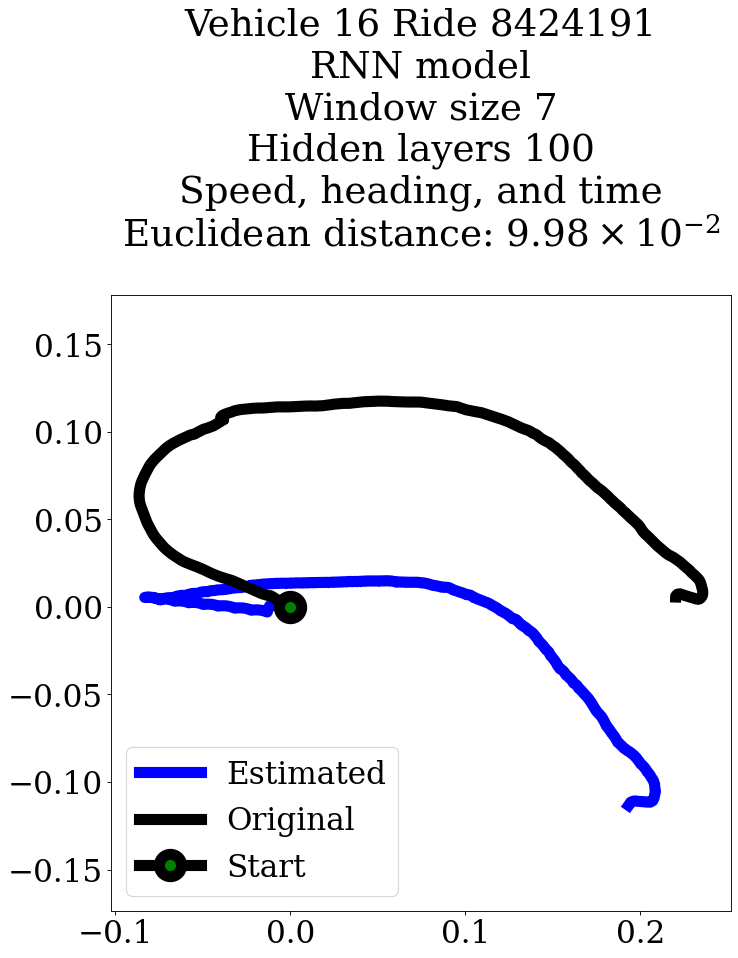 Vehicle 16 Ride 8424191
RNN model
Window size 7
Hidden layers 100
Speed, heading, and time
Euclidean distance: 9.98 × 10⁻²
0.15
0.10
0.05
0.00
−0.05
−0.10
−0.15
Estimated
Original
Start
−0.1 0.0 0.1 0.2